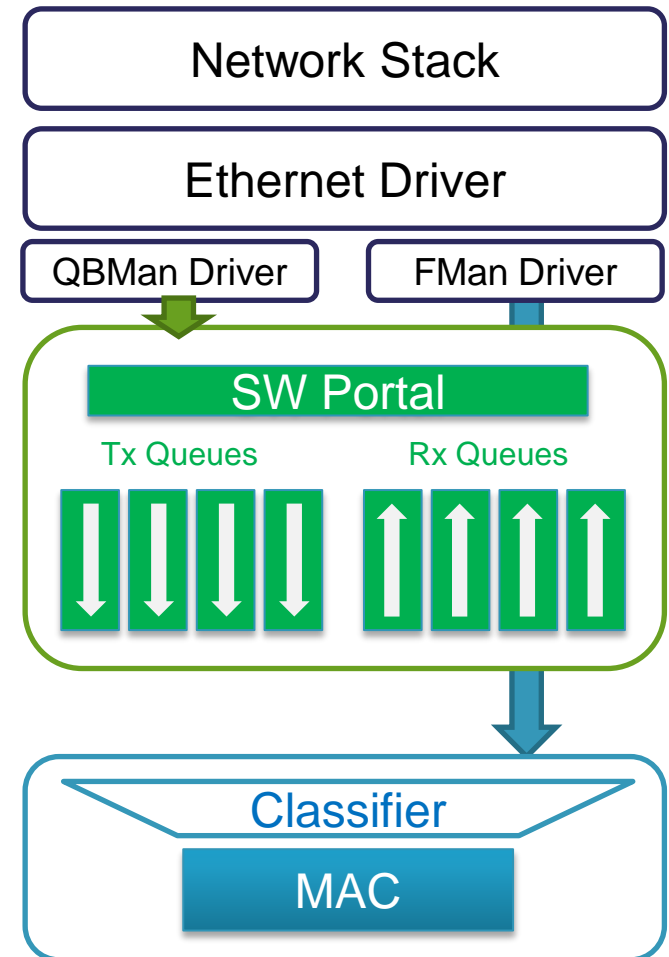 Network Stack
Ethernet Driver
QBMan Driver
FMan Driver
SW Portal
Tx Queues
Rx Queues
Classifier
MAC